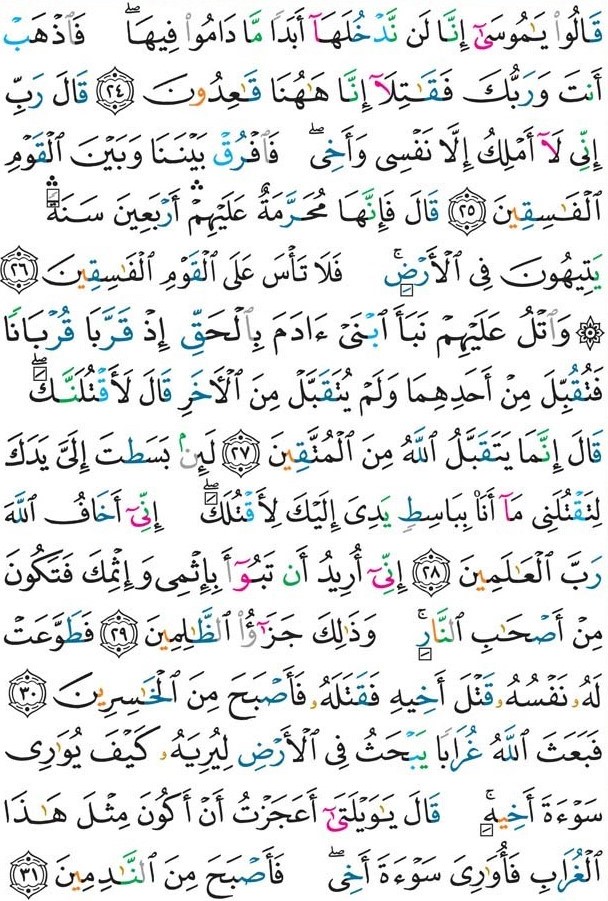 قَالُوا۟ يَـٰمُوسَىٰٓ إِنَّا لَن نَّدْخُلَهَآ أَبَدًا مَّا دَامُوا۟ فِيهَا ۖ فَٱذْهَبْ
أَنتَ وَرَبُّكَ فَقَـٰتِلَآ إِنَّا هَـٰهُنَا قَـٰعِدُونَ ﴿٢٤﴾ قَالَ رَبِّ
إِنِّى لَآ أَمْلِكُ إِلَّا نَفْسِى وَأَخِى ۖ فَٱفْرُقْ بَيْنَنَا وَبَيْنَ ٱلْقَوْمِ
ٱلْفَـٰسِقِينَ ﴿٢٥﴾ قَالَ فَإِنَّهَا مُحَرَّمَةٌ عَلَيْهِمْ ۛ أَرْبَعِينَ سَنَةً ۛ
يَتِيهُونَ فِى ٱلْأَرْضِ ۚ فَلَا تَأْسَ عَلَى ٱلْقَوْمِ ٱلْفَـٰسِقِينَ ﴿٢٦﴾
۞ وَٱتْلُ عَلَيْهِمْ نَبَأَ ٱبْنَىْ ءَادَمَ بِٱلْحَقِّ إِذْ قَرَّبَا قُرْبَانًا
فَتُقُبِّلَ مِنْ أَحَدِهِمَا وَلَمْ يُتَقَبَّلْ مِنَ ٱلْـَٔاخَرِ قَالَ لَأَقْتُلَنَّكَ ۖ
قَالَ إِنَّمَا يَتَقَبَّلُ ٱللَّهُ مِنَ ٱلْمُتَّقِينَ ﴿٢٧﴾ لَئِنۢ بَسَطتَ إِلَىَّ يَدَكَ
لِتَقْتُلَنِى مَآ أَنَا۠ بِبَاسِطٍ يَدِىَ إِلَيْكَ لِأَقْتُلَكَ ۖ إِنِّىٓ أَخَافُ ٱللَّهَ
رَبَّ ٱلْعَـٰلَمِينَ ﴿٢٨﴾ إِنِّىٓ أُرِيدُ أَن تَبُوٓأَ بِإِثْمِى وَإِثْمِكَ فَتَكُونَ
مِنْ أَصْحَـٰبِ ٱلنَّارِ ۚ وَذَٰلِكَ جَزَٰٓؤُا۟ ٱلظَّـٰلِمِينَ ﴿٢٩﴾ فَطَوَّعَتْ
لَهُۥ نَفْسُهُۥ قَتْلَ أَخِيهِ فَقَتَلَهُۥ فَأَصْبَحَ مِنَ ٱلْخَـٰسِرِينَ ﴿٣٠﴾
فَبَعَثَ ٱللَّهُ غُرَابًا يَبْحَثُ فِى ٱلْأَرْضِ لِيُرِيَهُۥ كَيْفَ يُوَٰرِى
سَوْءَةَ أَخِيهِ ۚ قَالَ يَـٰوَيْلَتَىٰٓ أَعَجَزْتُ أَنْ أَكُونَ مِثْلَ هَـٰذَا
ٱلْغُرَابِ فَأُوَٰرِىَ سَوْءَةَ أَخِى ۖ فَأَصْبَحَ مِنَ ٱلنَّـٰدِمِينَ ﴿٣١﴾